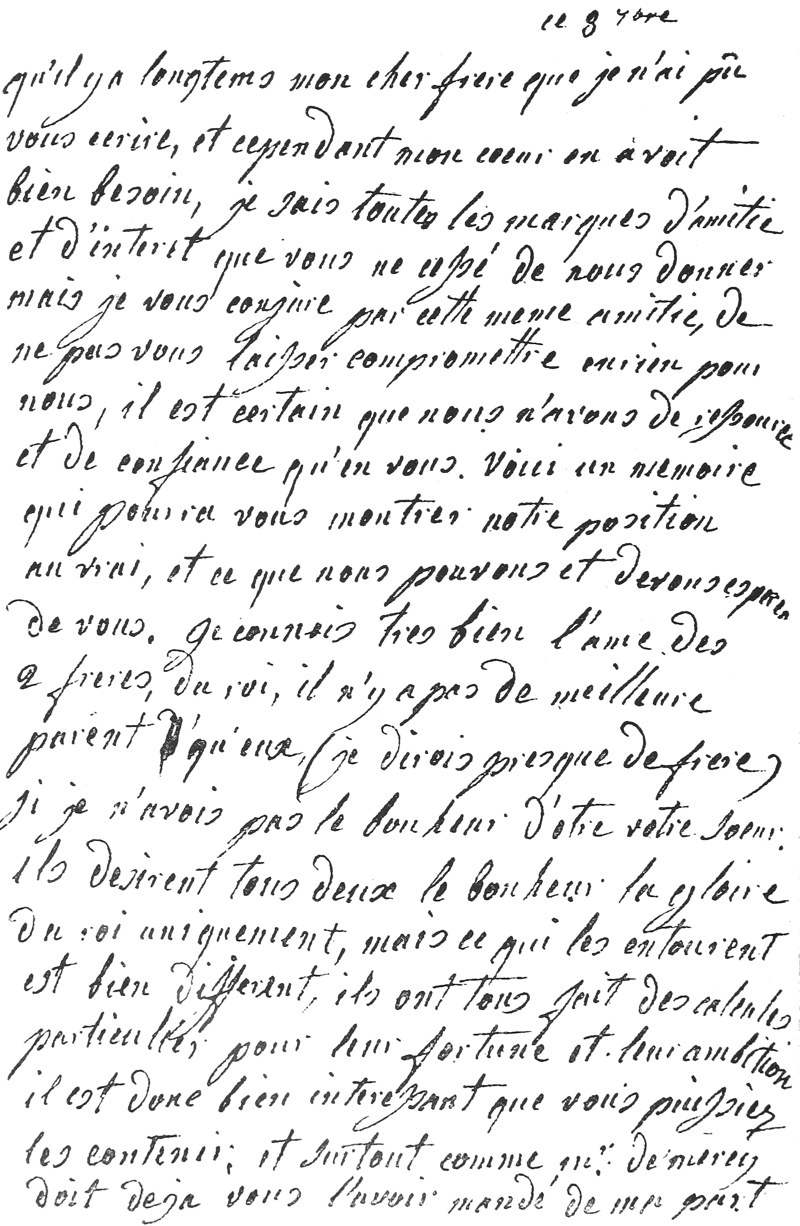 ce 8 7bre
qu'il y a longtems mon cher frere que je n'ai pû
vous ecrire, et cependant mon cœur en avoit
bien besoin, je sais toutes les marques d'amitie
et d'interet que vous ne cessé de nous donner
mais je vous conjure par cette meme amitie, de
ne pas vous laisser compromettre en rien pour
nous, il est certain que nous n'avons de ressource
et de confiance qu'en vous. Voici un memoire
qui pourra vous montrer notre position
au vrai, et ce que nous pouvons et devons esperer
de vous. je connois tres bien l'ame des
2 freres, du roi, il n'y a pas de meilleure
parent qu'eux, (je dirois presque de frere)
si je n'avois pas le bonheur d'etre votre soeur.
ils desirent tous deux le bonheur la gloire
du roi uniquement, mais ce qui les entourent
est bien different, ils ont tous fait des calculs
particulier pour leur fortune et leur ambition
il est donc bien interessant que vous puissiez
les contenir, et surtout comme mr. de mercy
doit deja vous l'avoir mandé de ma part